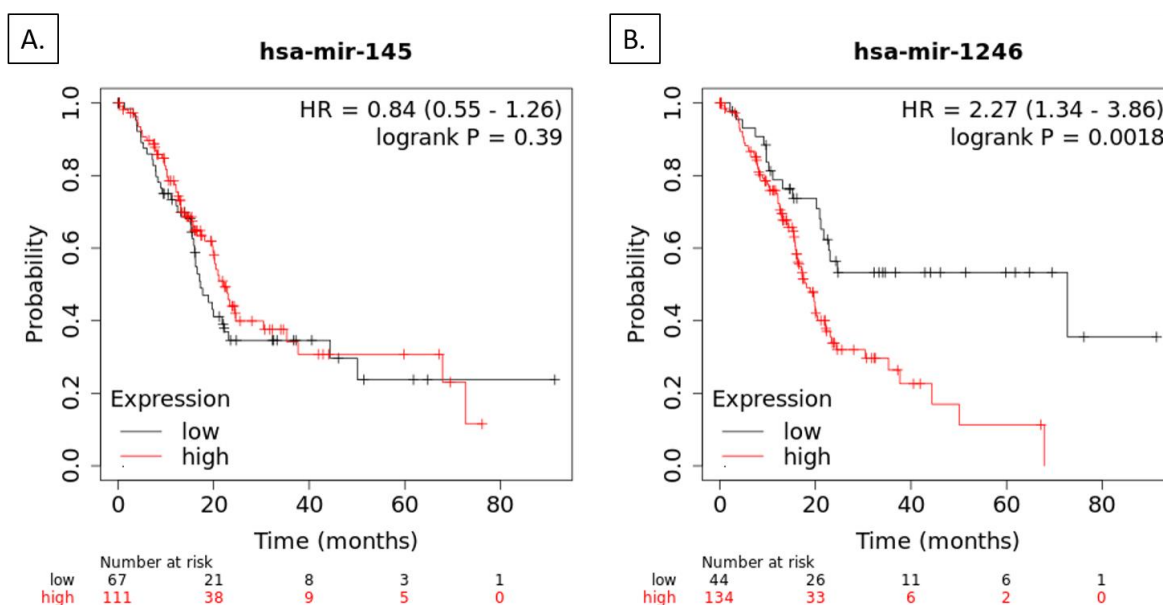 A.
hsa-mir-145
HR = 0.84 (0.55 - 1.26)
logrank P = 0.39
Probability
0.0 0.2 0.4 0.6 0.8 1.0
Expression
low
high
0 20 40 60 80
Time (months)
Number at risk
low 67 21 8 3 1
high 111 38 9 5 0
B.
hsa-mir-1246
HR = 2.27 (1.34 - 3.86)
logrank P = 0.0018
Probability
0.0 0.2 0.4 0.6 0.8 1.0
Expression
low
high
0 20 40 60 80
Time (months)
Number at risk
low 44 26 11 6 1
high 134 33 6 2 0